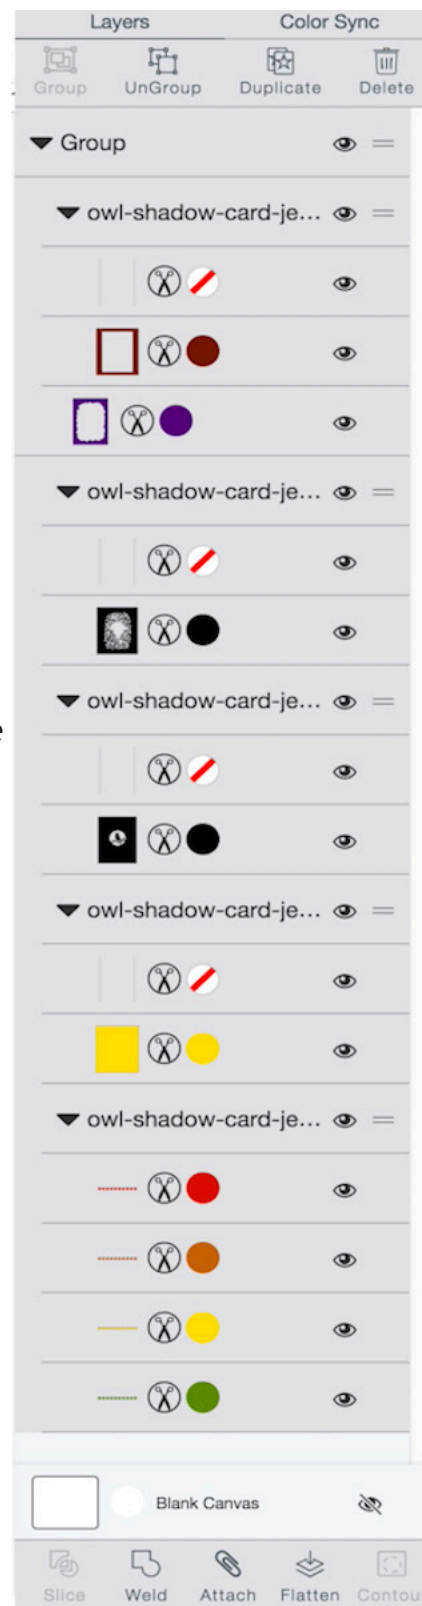 Layers Color Sync
Group UnGroup Duplicate Delete
Group
owl-shadow-card-je...
owl-shadow-card-je...
e
owl-shadow-card-je...
owl-shadow-card-je...
owl-shadow-card-je...
Blank Canvas
Slice Weld Attach Flatten Contou